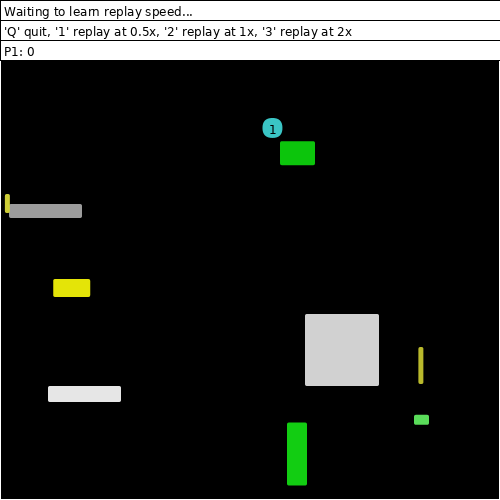 Waiting to learn replay speed...
'Q' quit, '1' replay at 0.5x, '2' replay at 1x, '3' replay at 2x
P1: 0
1